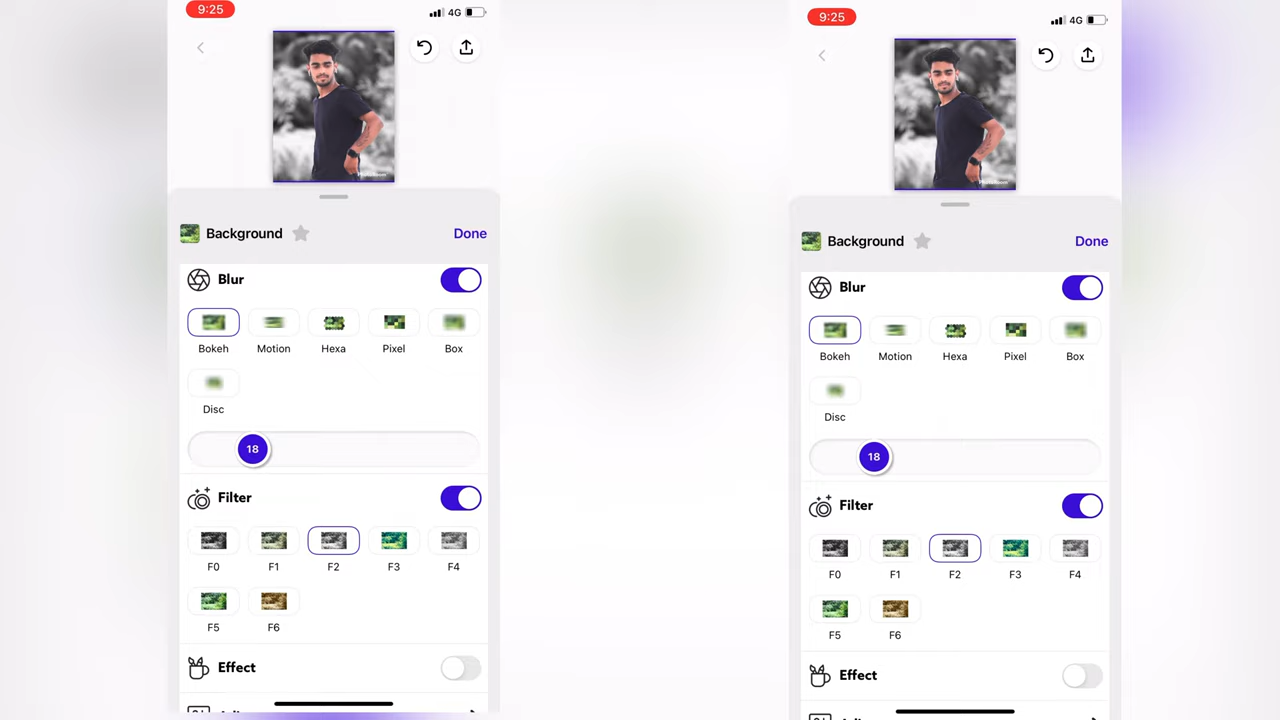 9:25
4G
PhotoRoom
Background
Done
Blur
Bokeh
Motion
Hexa
Pixel
Box
Disc
18
Filter
F0
F1
F2
F3
F4
F5
F6
Effect
9:25
4G
PhotoRoom
Background
Done
Blur
Bokeh
Motion
Hexa
Pixel
Box
Disc
18
Filter
F0
F1
F2
F3
F4
F5
F6
Effect